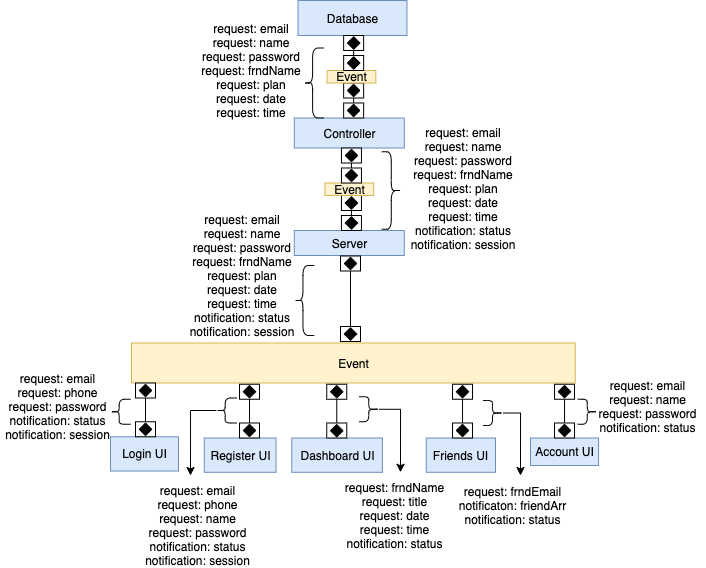 Database
request: email
request: name
request: password
request: frndName
request: plan
request: date
request: time
Event
Controller
request: email
request: name
request: password
request: frndName
request: plan
request: date
request: time
notification: status
notification: session
Event
Server
request: email
request: name
request: password
request: frndName
request: plan
request: date
request: time
notification: status
notification: session
Event
request: email
request: phone
request: password
notification: status
notification: session
request: email
request: name
request: password
notification: status
Login UI
Register UI
Dashboard UI
Friends UI
Account UI
request: email
request: phone
request: name
request: password
notification: status
notification: session
request: frndName
request: title
request: date
request: time
notification: status
request: frndEmail
notificaton: friendArr
notification: status